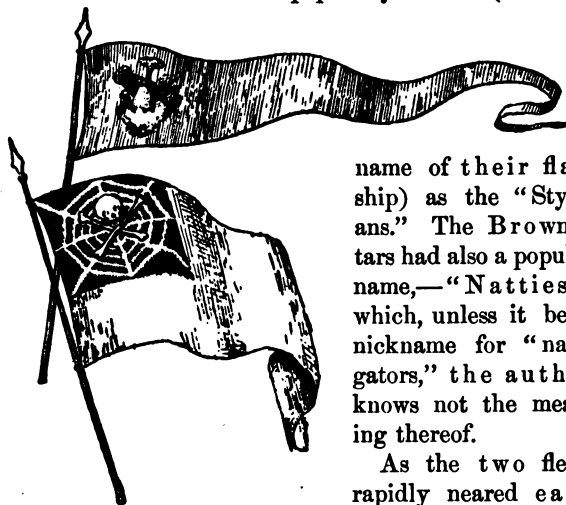 name of their fla
ship) as the “Sty
ans.” The Brown
tars had also a popul
name,—“Natties
which, unless it be
nickname for “na
gators,” the auth
knows not the mea
ing thereof.
As the two fle
rapidly neared ea